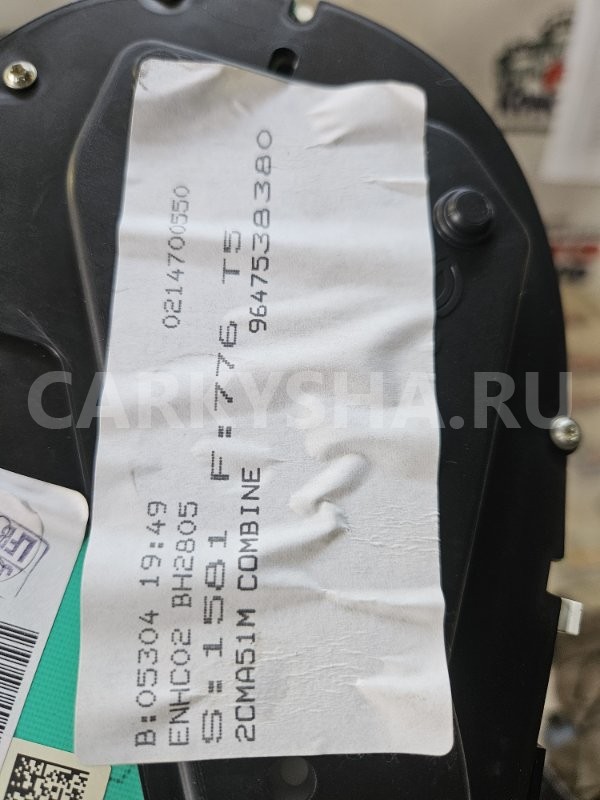 B:05304 19:49 0214700550
ENHC02 BH2805
S:1581 F:776 T5
2CMA51M COMBINE 9647538380
CARKYSHA.RU